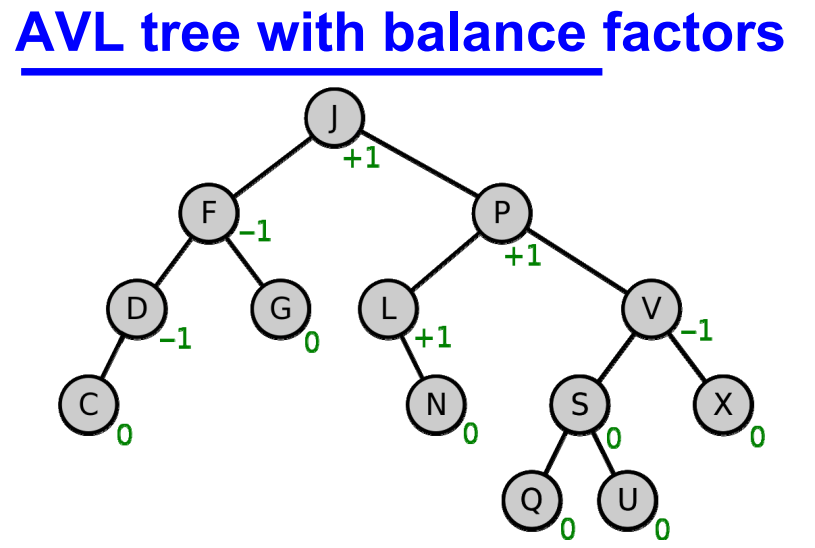 AVL tree with balance factors
J
+1
F
−1
P
+1
D
−1
G
0
L
+1
V
−1
C
0
N
0
S
0
X
0
Q
0
U
0